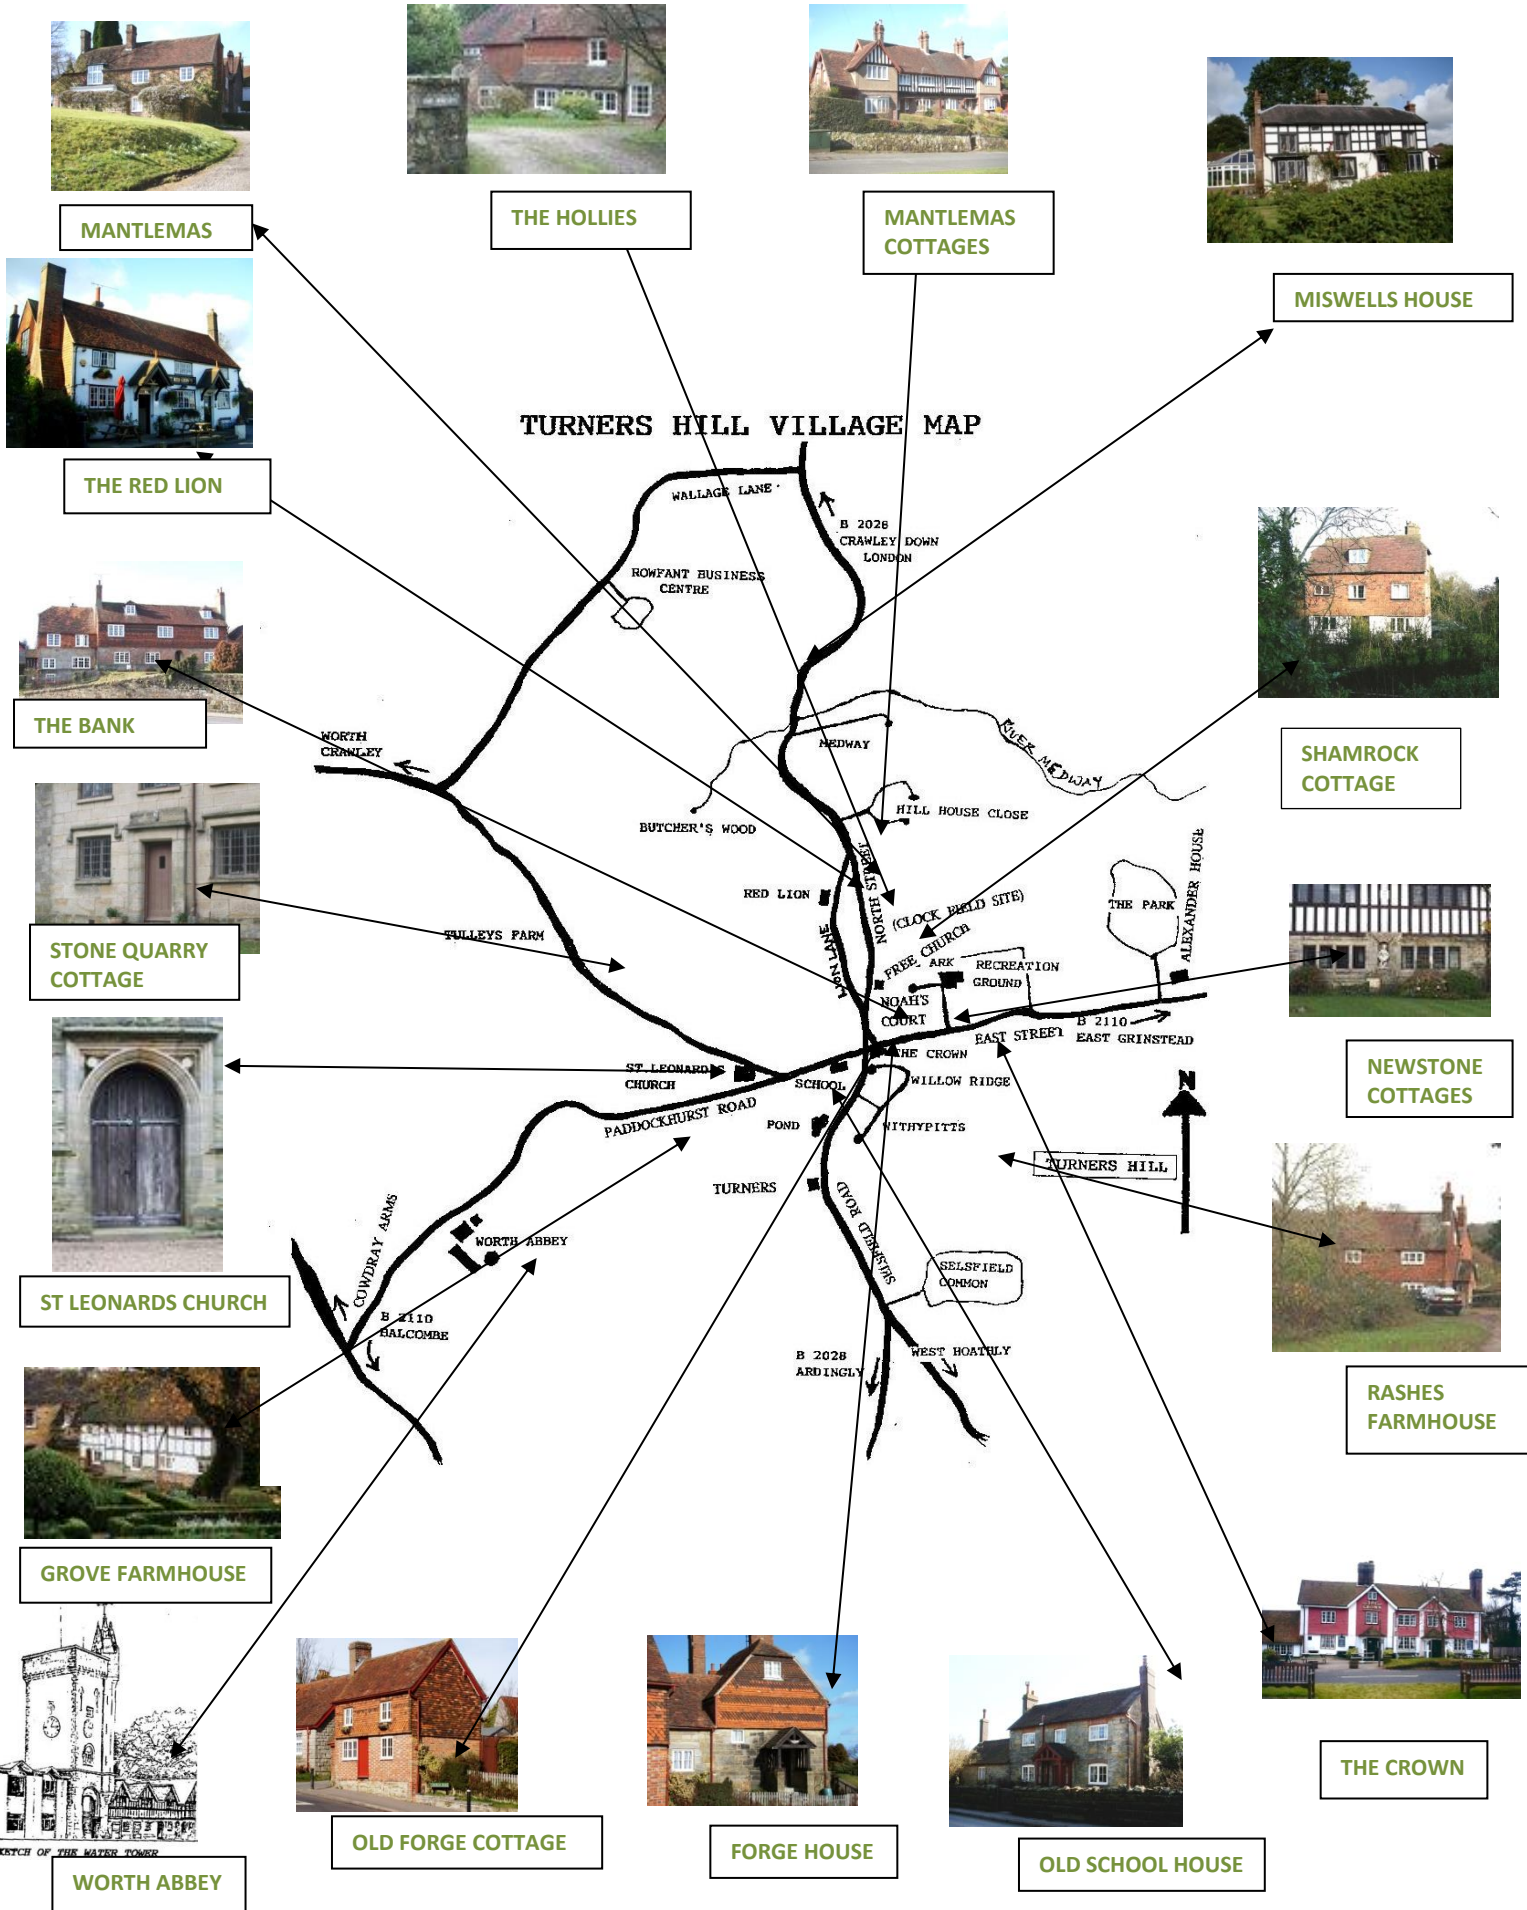 MANTLEMAS
THE HOLLIES
MANTLEMAS
COTTAGES
MISWELLS HOUSE
THE RED LION
TURNERS HILL VILLAGE MAP
WALLAGE LANE
B 2028
CRAWLEY DOWN
LONDON
ROWFANT BUSINESS
CENTRE
THE BANK
WORTH
CRAWLEY
MEDWAY
RIVER MEDWAY
SHAMROCK
COTTAGE
BUTCHER'S WOOD
HILL HOUSE CLOSE
NORTH STREET
RED LION
(CLOCK FIELD SITE)
THE PARK
ALEXANDER HOUSE
STONE QUARRY
COTTAGE
TULLEYS FARM
LION LANE
FREE CHURCH
ARK
RECREATION
GROUND
NOAH'S
COURT
EAST STREET
B 2110
EAST GRINSTEAD
THE CROWN
ST LEONARDS
CHURCH
SCHOOL
WILLOW RIDGE
NEWSTONE
COTTAGES
PADDOCKHURST ROAD
POND
WITHYPITTS
N
TURNERS HILL
TURNERS
SELSFIELD ROAD
COWDRAY ARMS
WORTH ABBEY
SELSFIELD
COMMON
ST LEONARDS CHURCH
B 2110
BALCOMBE
B 2028
ARDINGLY
WEST HOATHLY
RASHES
FARMHOUSE
GROVE FARMHOUSE
THE CROWN
SKETCH OF THE WATER TOWER
WORTH ABBEY
OLD FORGE COTTAGE
FORGE HOUSE
OLD SCHOOL HOUSE